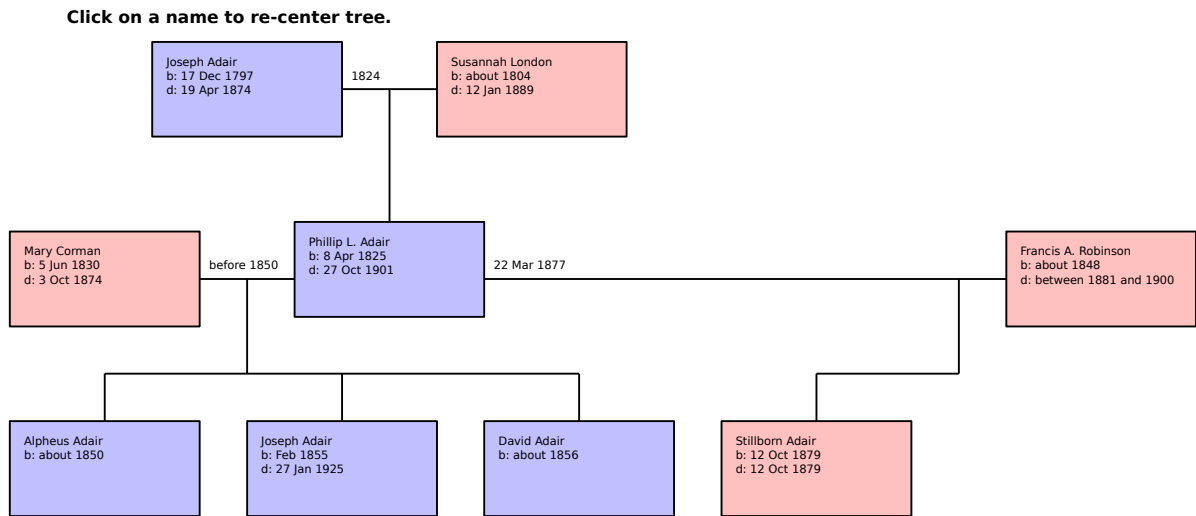 Click on a name to re-center tree.
Joseph Adair
b: 17 Dec 1797
d: 19 Apr 1874
1824
Susannah London
b: about 1804
d: 12 Jan 1889
Mary Corman
b: 5 Jun 1830
d: 3 Oct 1874
before 1850
Phillip L. Adair
b: 8 Apr 1825
d: 27 Oct 1901
22 Mar 1877
Francis A. Robinson
b: about 1848
d: between 1881 and 1900
Alpheus Adair
b: about 1850
Joseph Adair
b: Feb 1855
d: 27 Jan 1925
David Adair
b: about 1856
Stillborn Adair
b: 12 Oct 1879
d: 12 Oct 1879